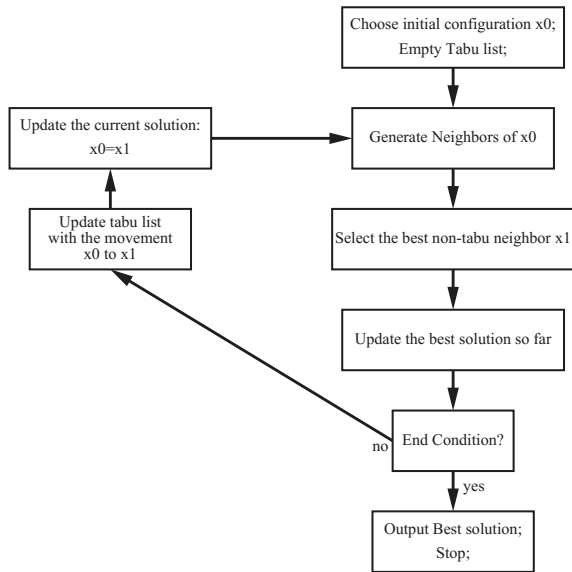 Choose initial configuration x0;
Empty Tabu list;
Generate Neighbors of x0
Select the best non-tabu neighbor x1
Update the best solution so far
End Condition?
no
yes
Output Best solution;
Stop;
Update tabu list
with the movement
x0 to x1
Update the current solution:
x0=x1